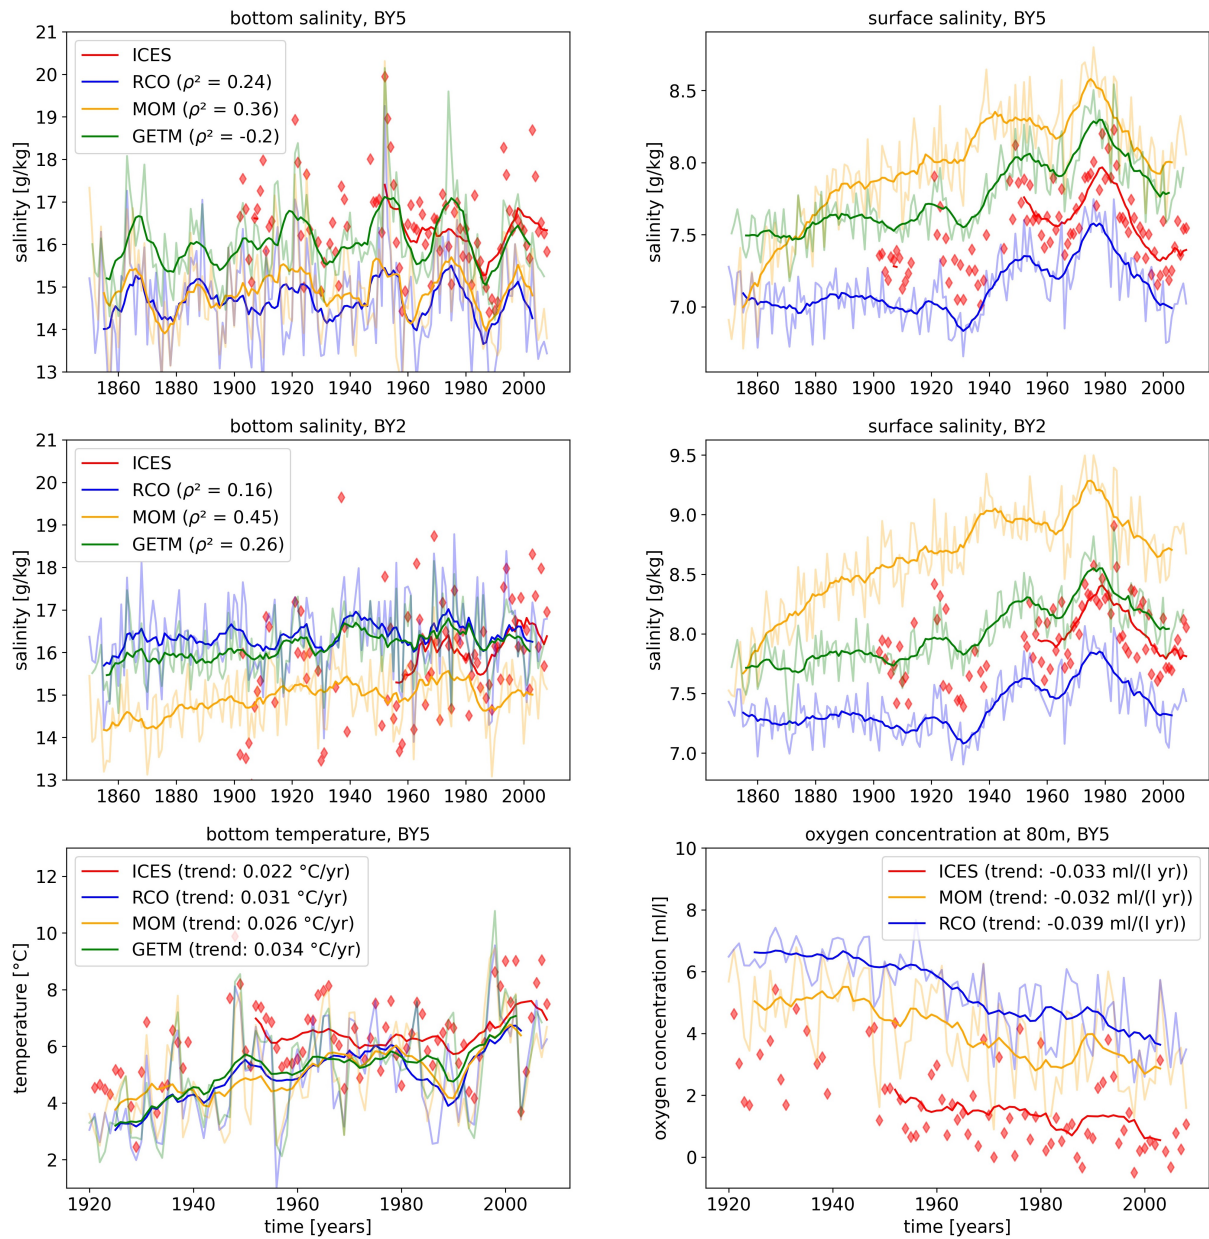 bottom salinity, BY5
salinity [g/kg]
21
20
19
18
17
16
15
14
13
ICES
RCO (ρ² = 0.24)
MOM (ρ² = 0.36)
GETM (ρ² = -0.2)
1860 1880 1900 1920 1940 1960 1980 2000
surface salinity, BY5
salinity [g/kg]
8.5
8.0
7.5
7.0
1860 1880 1900 1920 1940 1960 1980 2000
bottom salinity, BY2
salinity [g/kg]
21
20
19
18
17
16
15
14
13
ICES
RCO (ρ² = 0.16)
MOM (ρ² = 0.45)
GETM (ρ² = 0.26)
1860 1880 1900 1920 1940 1960 1980 2000
surface salinity, BY2
salinity [g/kg]
9.5
9.0
8.5
8.0
7.5
7.0
1860 1880 1900 1920 1940 1960 1980 2000
bottom temperature, BY5
temperature [°C]
12
10
8
6
4
2
ICES (trend: 0.022 °C/yr)
RCO (trend: 0.031 °C/yr)
MOM (trend: 0.026 °C/yr)
GETM (trend: 0.034 °C/yr)
1920 1940 1960 1980 2000
time [years]
oxygen concentration at 80m, BY5
oxygen concentration [ml/l]
10
8
6
4
2
0
ICES (trend: -0.033 ml/(l yr))
MOM (trend: -0.032 ml/(l yr))
RCO (trend: -0.039 ml/(l yr))
1920 1940 1960 1980 2000
time [years]